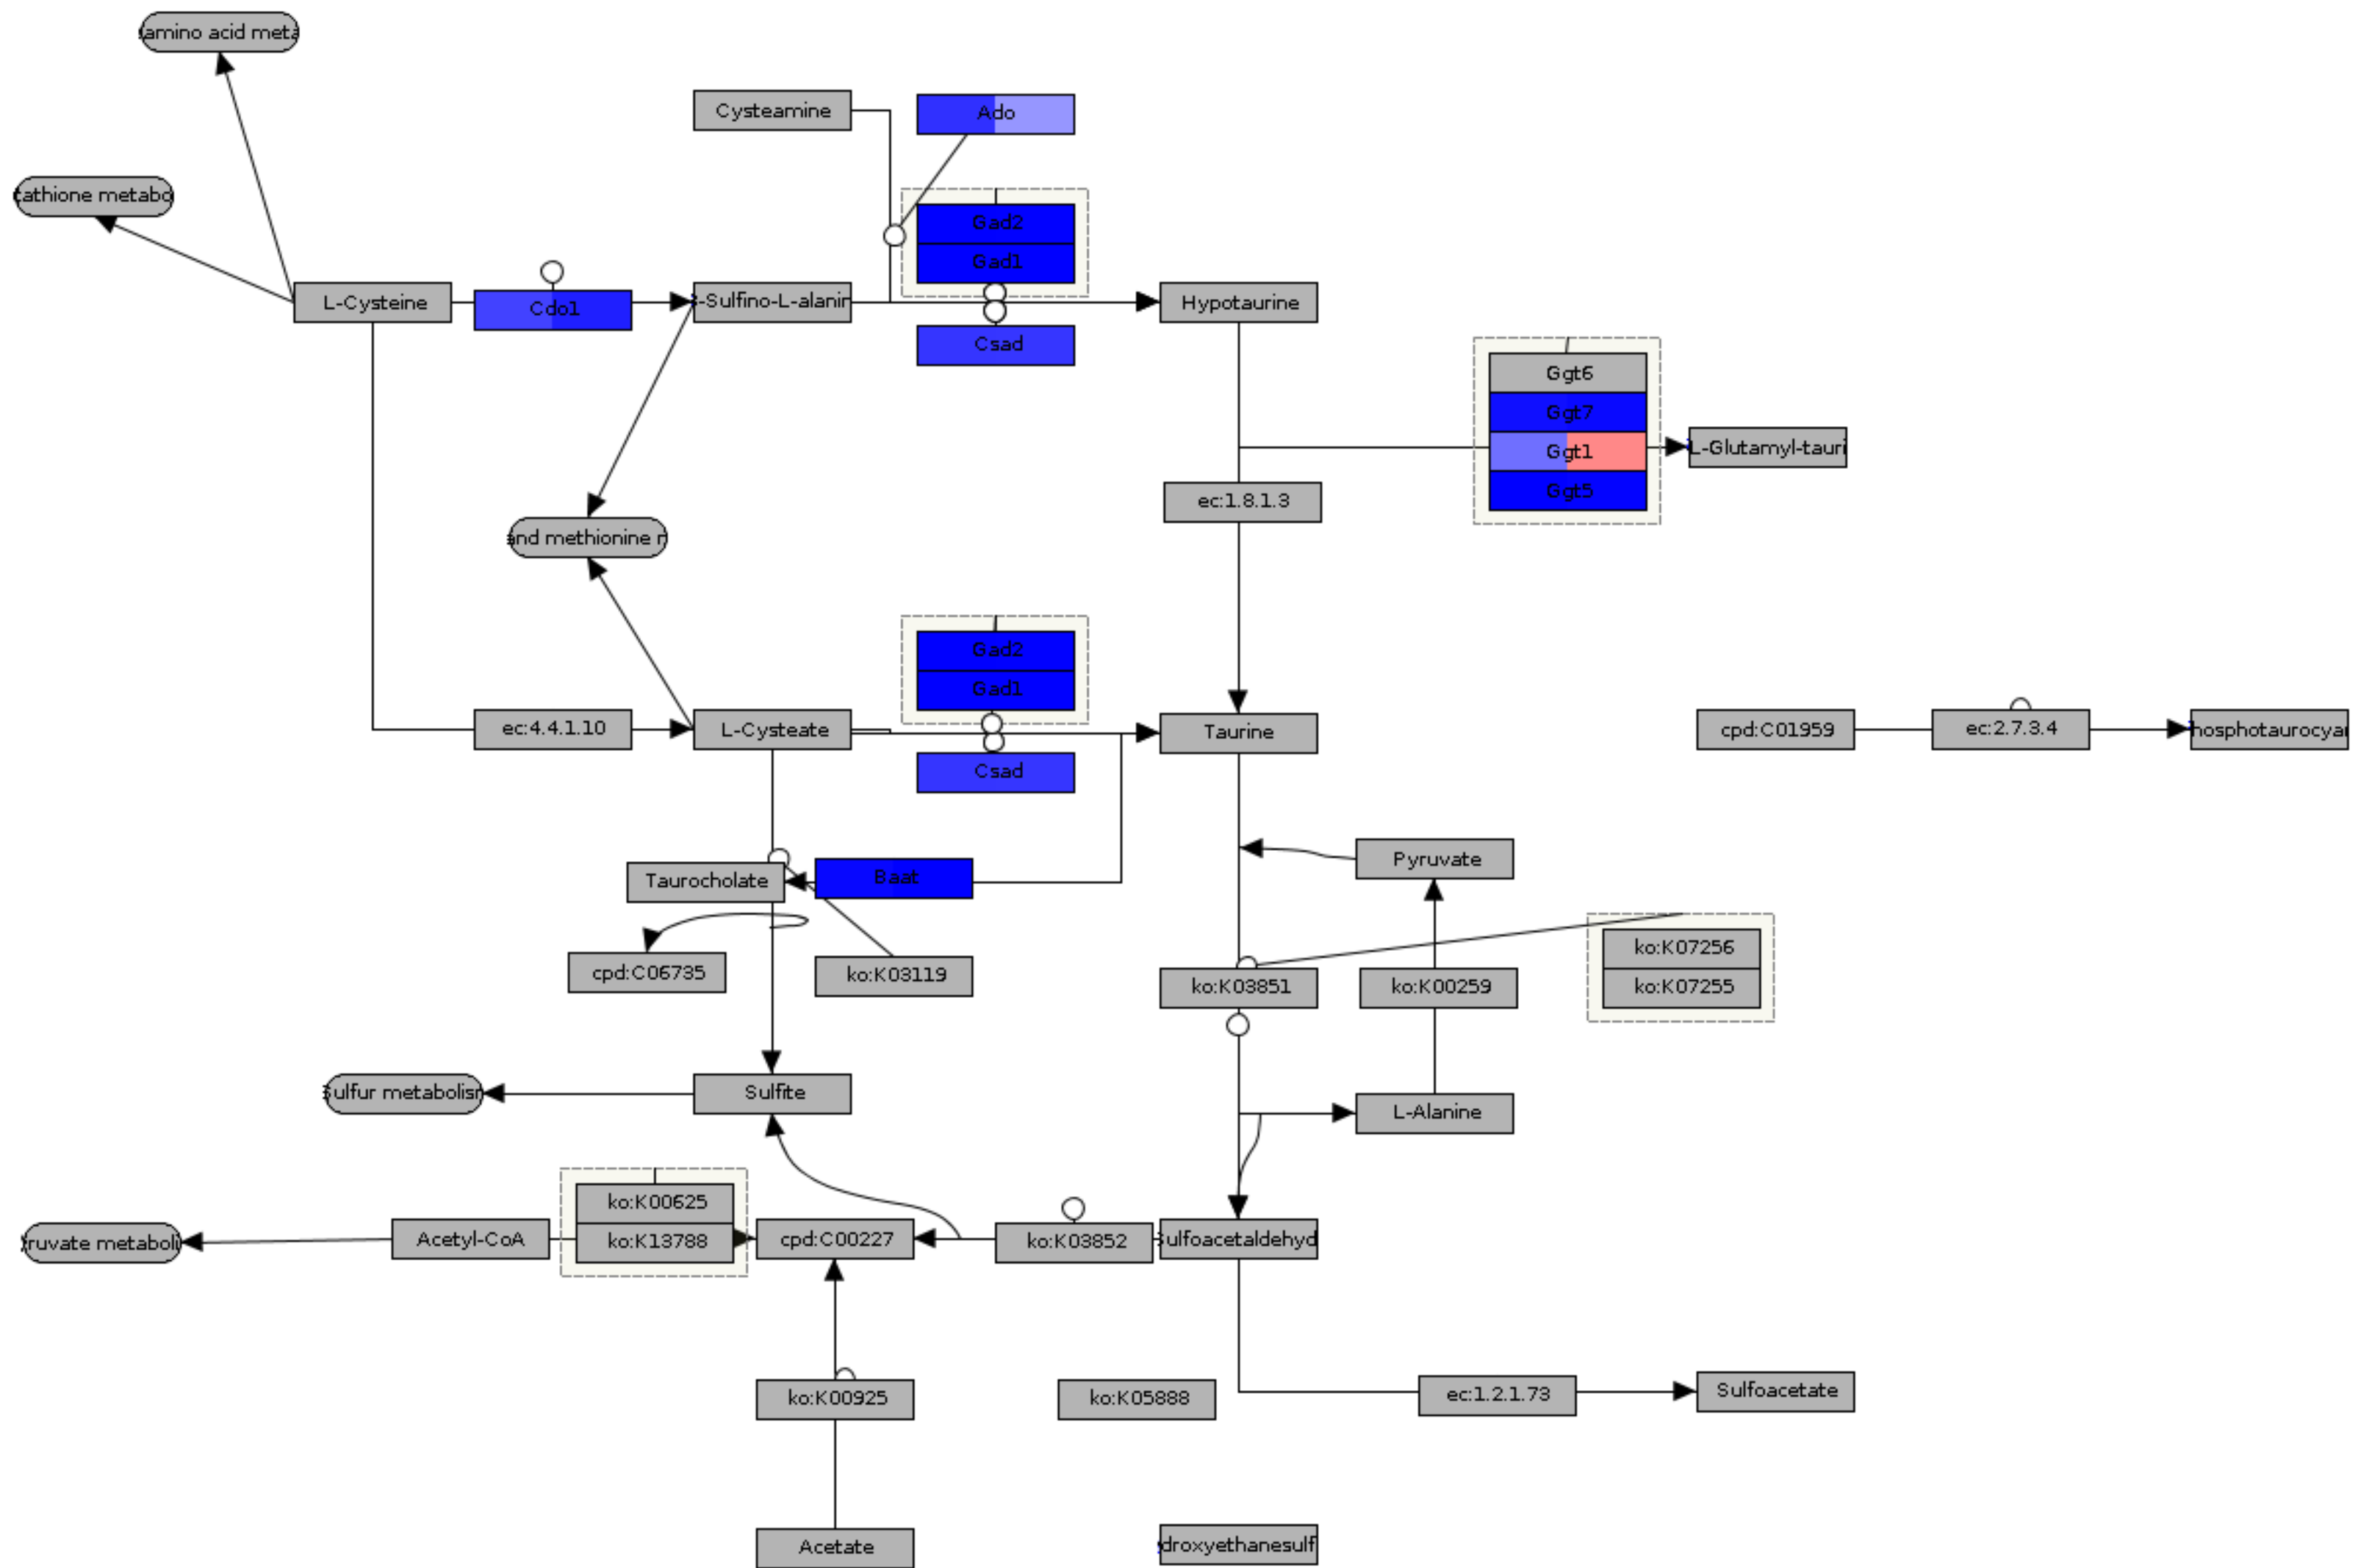 amino acid meta
Cysteamine
Ado
tathione metabo
Gad2
Gad1
L-Cysteine
Cdo1
-Sulfino-L-alanin
Hypotaurine
Csad
Ggt6
Ggt7
Ggt1
L-Glutamyl-tauri
Ggt5
ec:1.8.1.3
and methionine m
Gad2
Gad1
ec:4.4.1.10
L-Cysteate
Taurine
cpd:C01959
ec:2.7.3.4
hosphotaurocyar
Csad
Pyruvate
Taurocholate
Baat
ko:K07256
cpd:C06735
ko:K03119
ko:K03851
ko:K00259
ko:K07255
Sulfur metabolism
Sulfite
L-Alanine
ko:K00625
ruvate metaboli
Acetyl-CoA
ko:K13788
cpd:C00227
ko:K03852
ulfoacetaldehyd
ko:K00925
ko:K05888
ec:1.2.1.73
Sulfoacetate
Acetate
droxyethanesulf